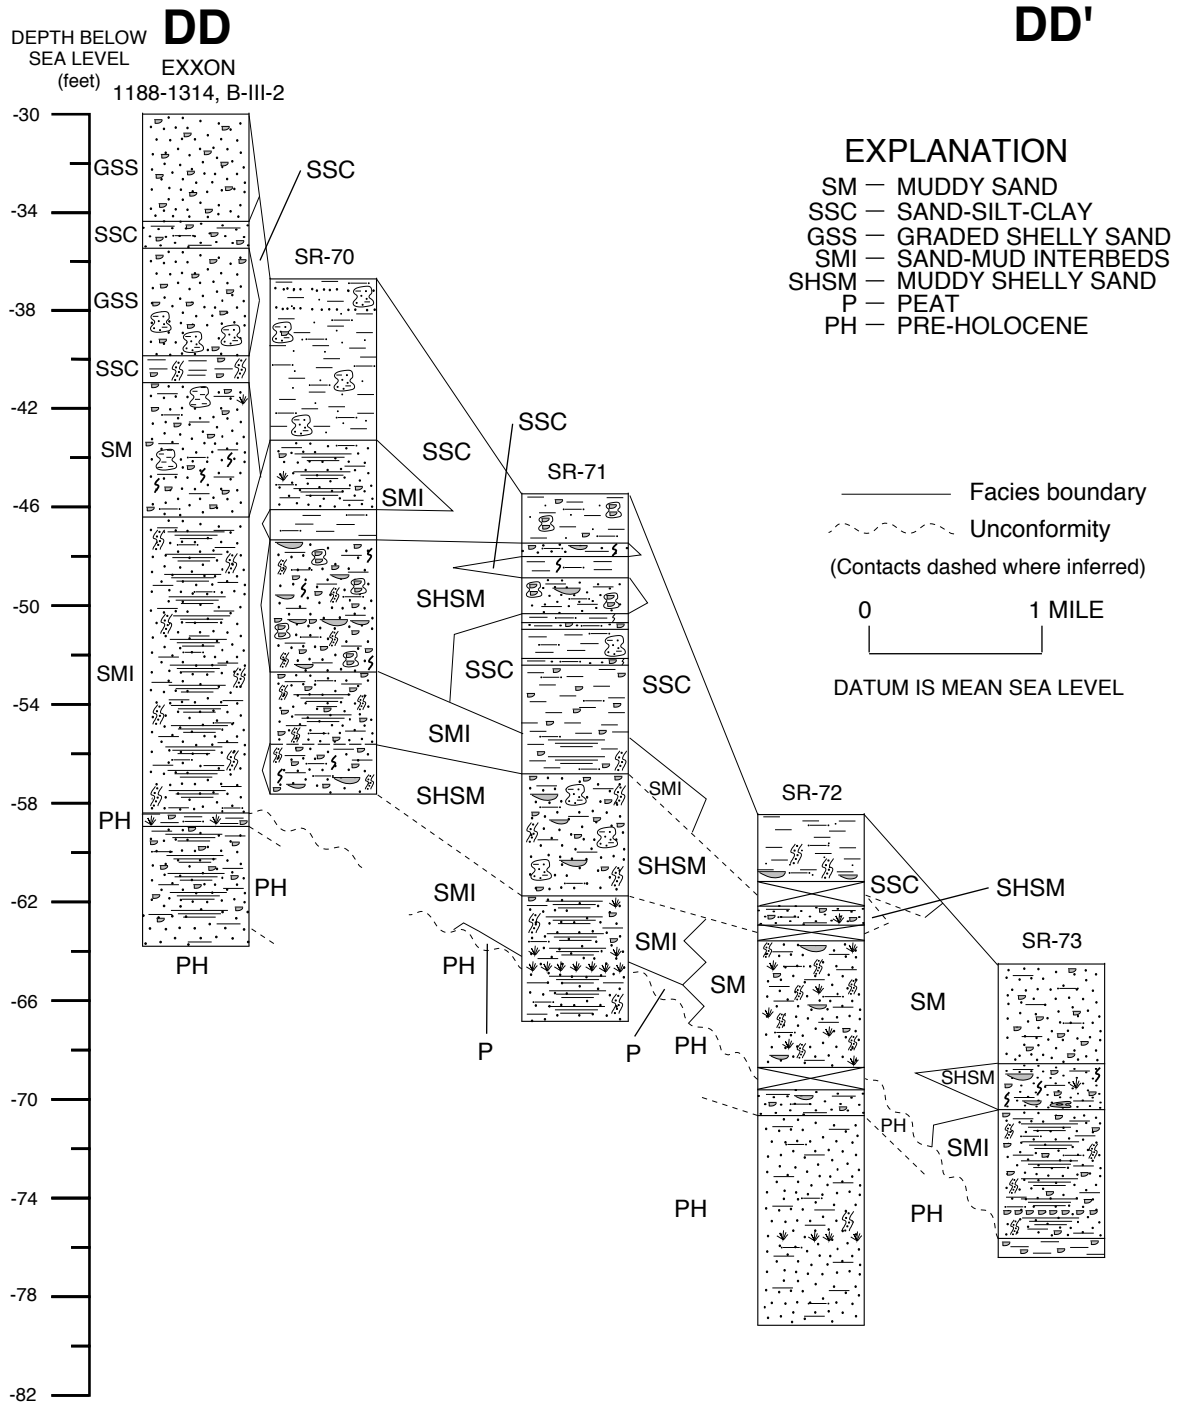 DD
DD'
DEPTH BELOW
SEA LEVEL
(feet)
EXXON
1188-1314, B-III-2
-30
-34
-38
-42
-46
-50
-54
-58
-62
-66
-70
-74
-78
-82
GSS
SSC
GSS
SSC
SM
SMI
PH
PH
PH
SSC
SR-70
SSC
SMI
SHSM
SMI
SHSM
SMI
PH
P
SSC
SR-71
SSC
SSC
SMI
SHSM
SMI
P
PH
SM
PH
SR-72
SSC
SHSM
SM
SHSM
PH
SMI
PH
SR-73
EXPLANATION
SM — MUDDY SAND
SSC — SAND-SILT-CLAY
GSS — GRADED SHELLY SAND
SMI — SAND-MUD INTERBEDS
SHSM — MUDDY SHELLY SAND
P — PEAT
PH — PRE-HOLOCENE
Facies boundary
Unconformity
(Contacts dashed where inferred)
0 1 MILE
DATUM IS MEAN SEA LEVEL